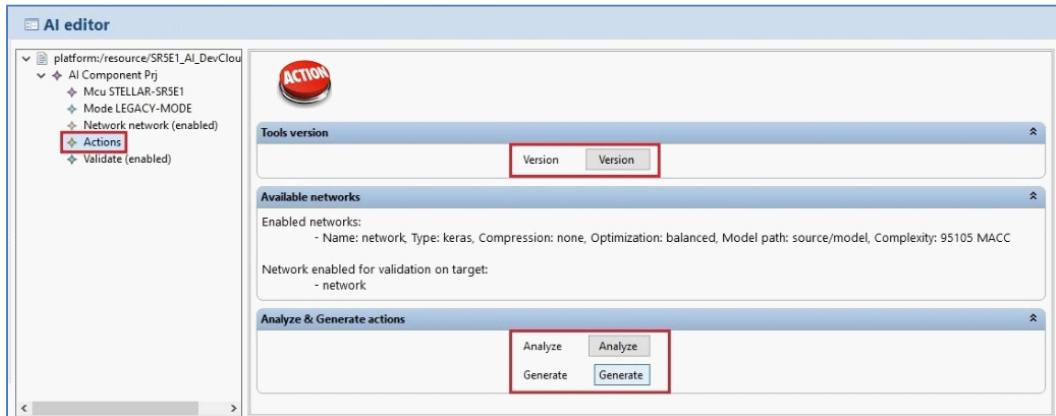 AI editor
platform:/resource/SR5E1_AI_DevClou
AI Component Prj
Mcu STELLAR-SR5E1
Mode LEGACY-MODE
Network network (enabled)
Actions
Validate (enabled)
ACTION
Tools version
Version Version
Available networks
Enabled networks:
- Name: network, Type: keras, Compression: none, Optimization: balanced, Model path: source/model, Complexity: 95105 MACC
Network enabled for validation on target:
- network
Analyze & Generate actions
Analyze Analyze
Generate Generate